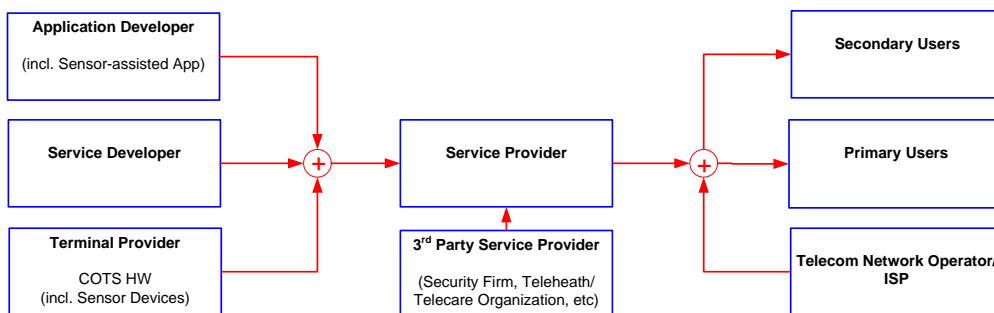 Application Developer
(incl. Sensor-assisted App)
Service Developer
Terminal Provider
COTS HW
(incl. Sensor Devices)
+
Service Provider
3rd Party Service Provider
(Security Firm, Teleheath/
Telecare Organization, etc)
+
Secondary Users
Primary Users
Telecom Network Operator/
ISP